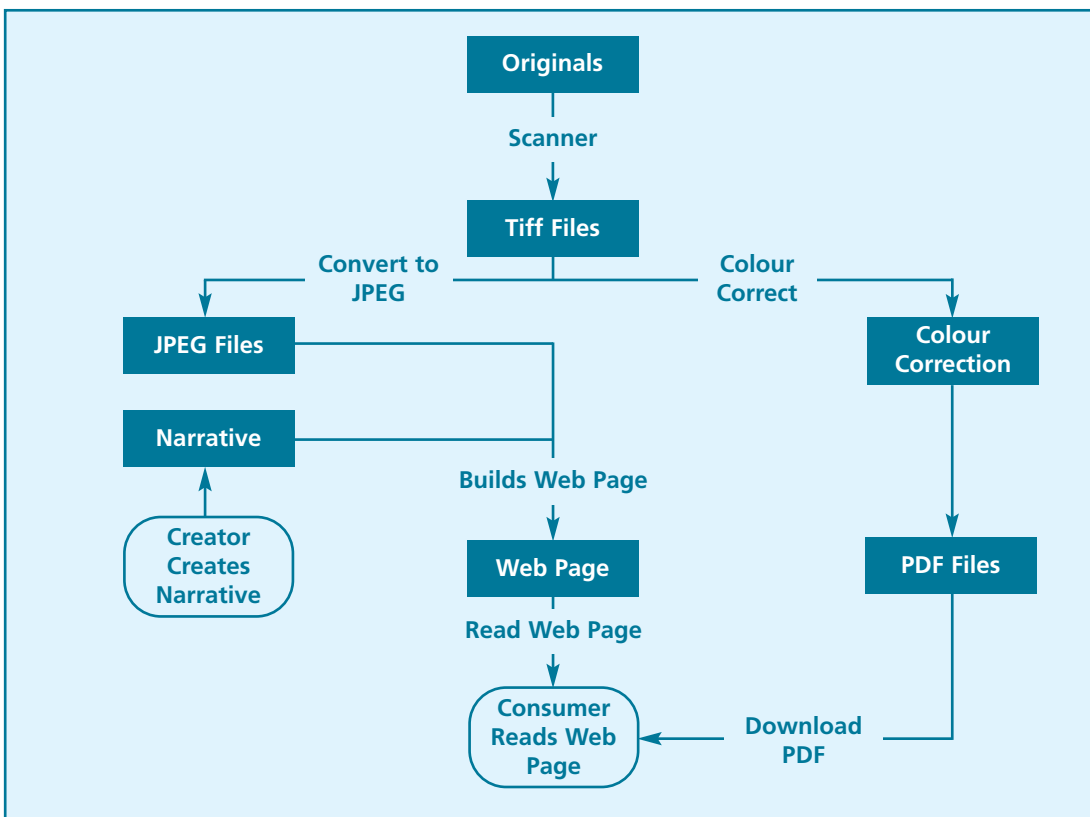 Originals
Scanner
Tiff Files
Convert to
JPEG
Colour
Correct
JPEG Files
Colour
Correction
Narrative
Builds Web Page
Creator
Creates
Narrative
Web Page
PDF Files
Read Web Page
Consumer
Reads Web
Page
Download
PDF